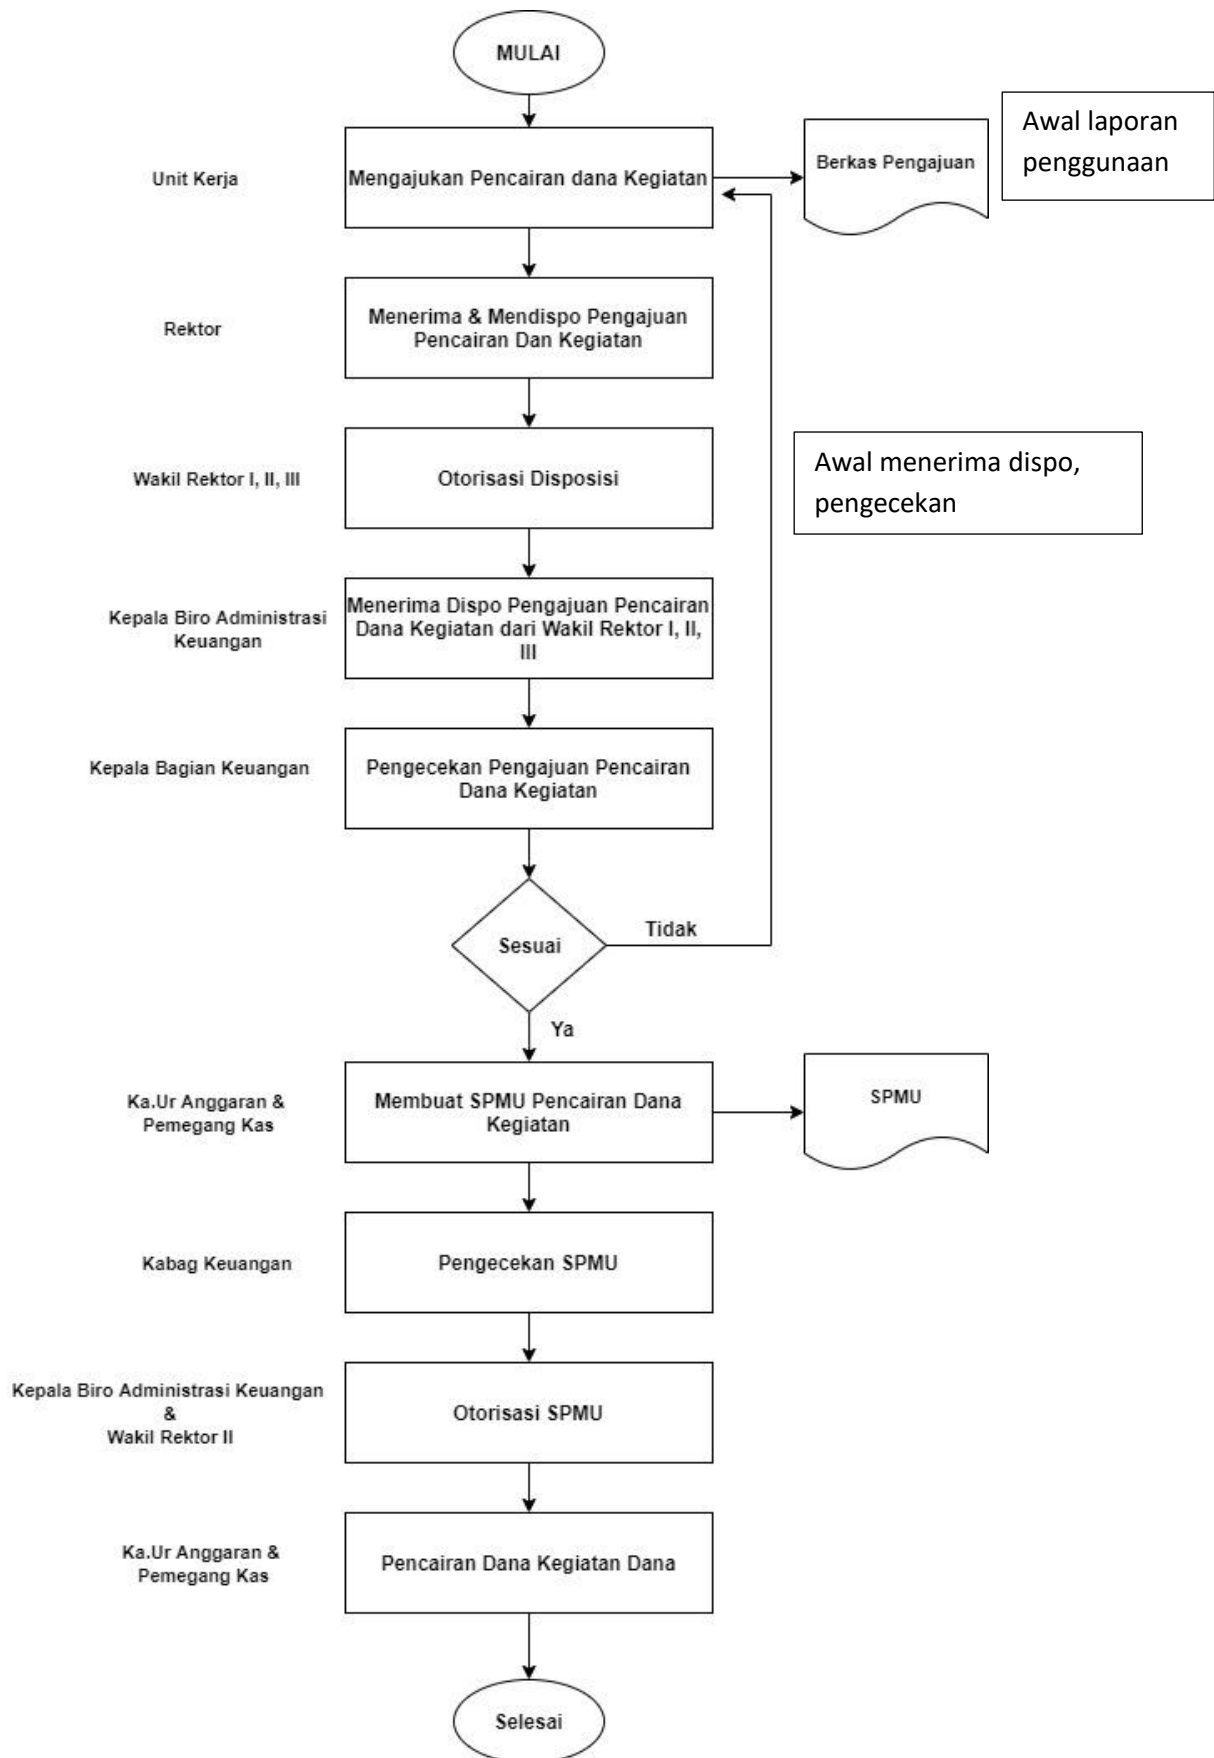 MULAI
Unit Kerja
Mengajukan Pencairan dana Kegiatan
Berkas Pengajuan
Awal laporan
penggunaan
Rektor
Menerima & Mendispo Pengajuan
Pencairan Dan Kegiatan
Wakil Rektor I, II, III
Otorisasi Disposisi
Awal menerima dispo,
pengecekan
Kepala Biro Administrasi
Keuangan
Menerima Dispo Pengajuan Pencairan
Dana Kegiatan dari Wakil Rektor I, II,
III
Kepala Bagian Keuangan
Pengecekan Pengajuan Pencairan
Dana Kegiatan
Sesuai
Tidak
Ya
Ka.Ur Anggaran &
Pemegang Kas
Membuat SPMU Pencairan Dana
Kegiatan
SPMU
Kabag Keuangan
Pengecekan SPMU
Kepala Biro Administrasi Keuangan
&
Wakil Rektor II
Otorisasi SPMU
Ka.Ur Anggaran &
Pemegang Kas
Pencairan Dana Kegiatan Dana
Selesai